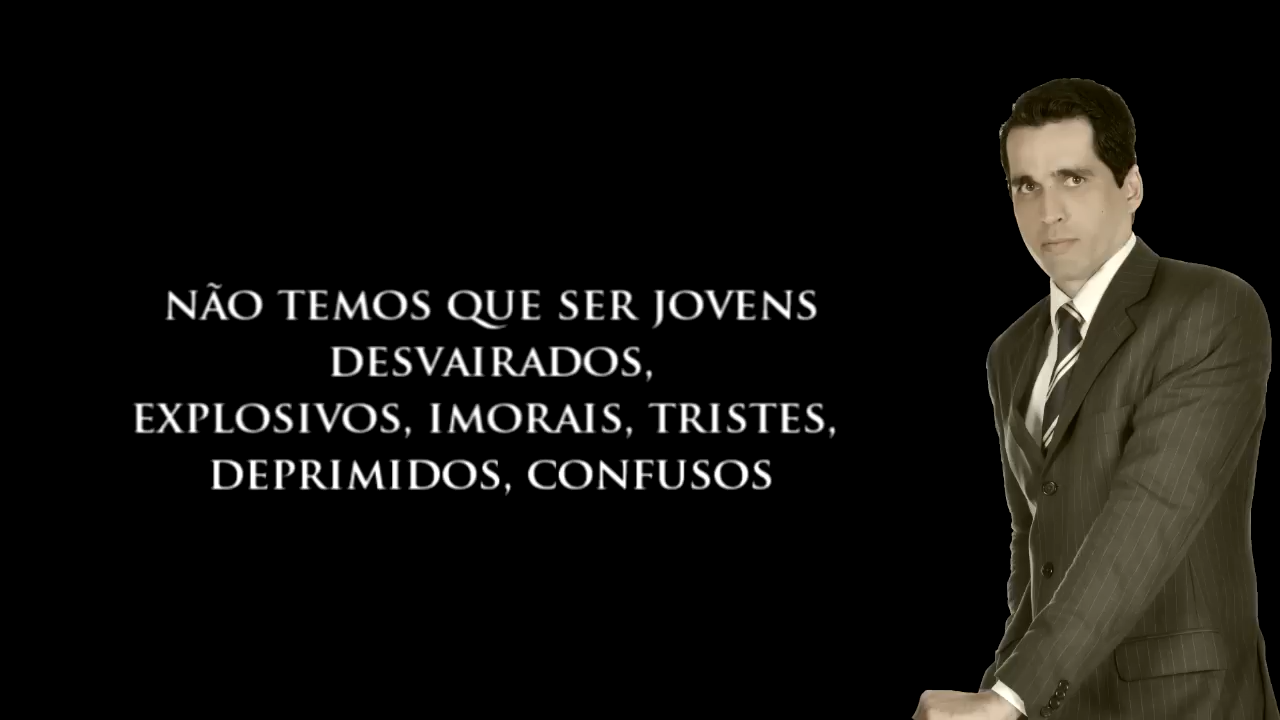 NÃO TEMOS QUE SER JOVENS
DESVAIRADOS,
EXPLOSIVOS, IMORAIS, TRISTES,
DEPRIMIDOS, CONFUSOS